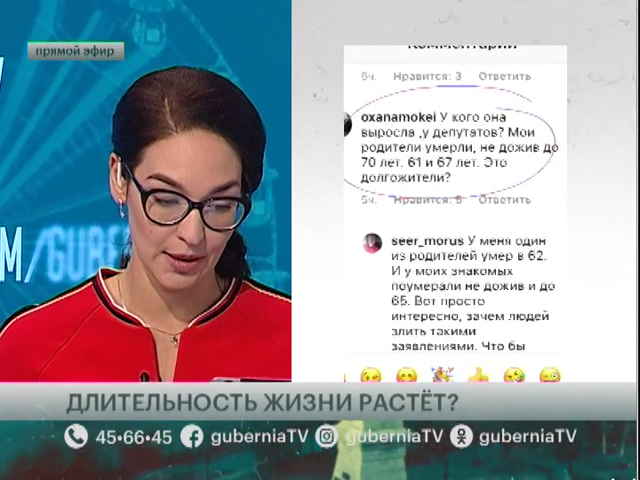 прямой эфир
M/GUBER
Комментарии
6ч. Нравится: 3 Ответить
oxanamokei У кого она
выросла ,у депутатов? Мои
родители умерли, не дожив до
70 лет. 61 и 67 лет. Это
долгожители?
5ч. Нравится: 8 Ответить
seer_morus У меня один
из родителей умер в 62.
И у моих знакомых
поумерали не дожив и до
65. Вот просто
интересно, зачем людей
злить такими
заявлениями. Что бы
ДЛИТЕЛЬНОСТЬ ЖИЗНИ РАСТЁТ?
45•66•45 guberniaTV guberniaTV guberniaTV